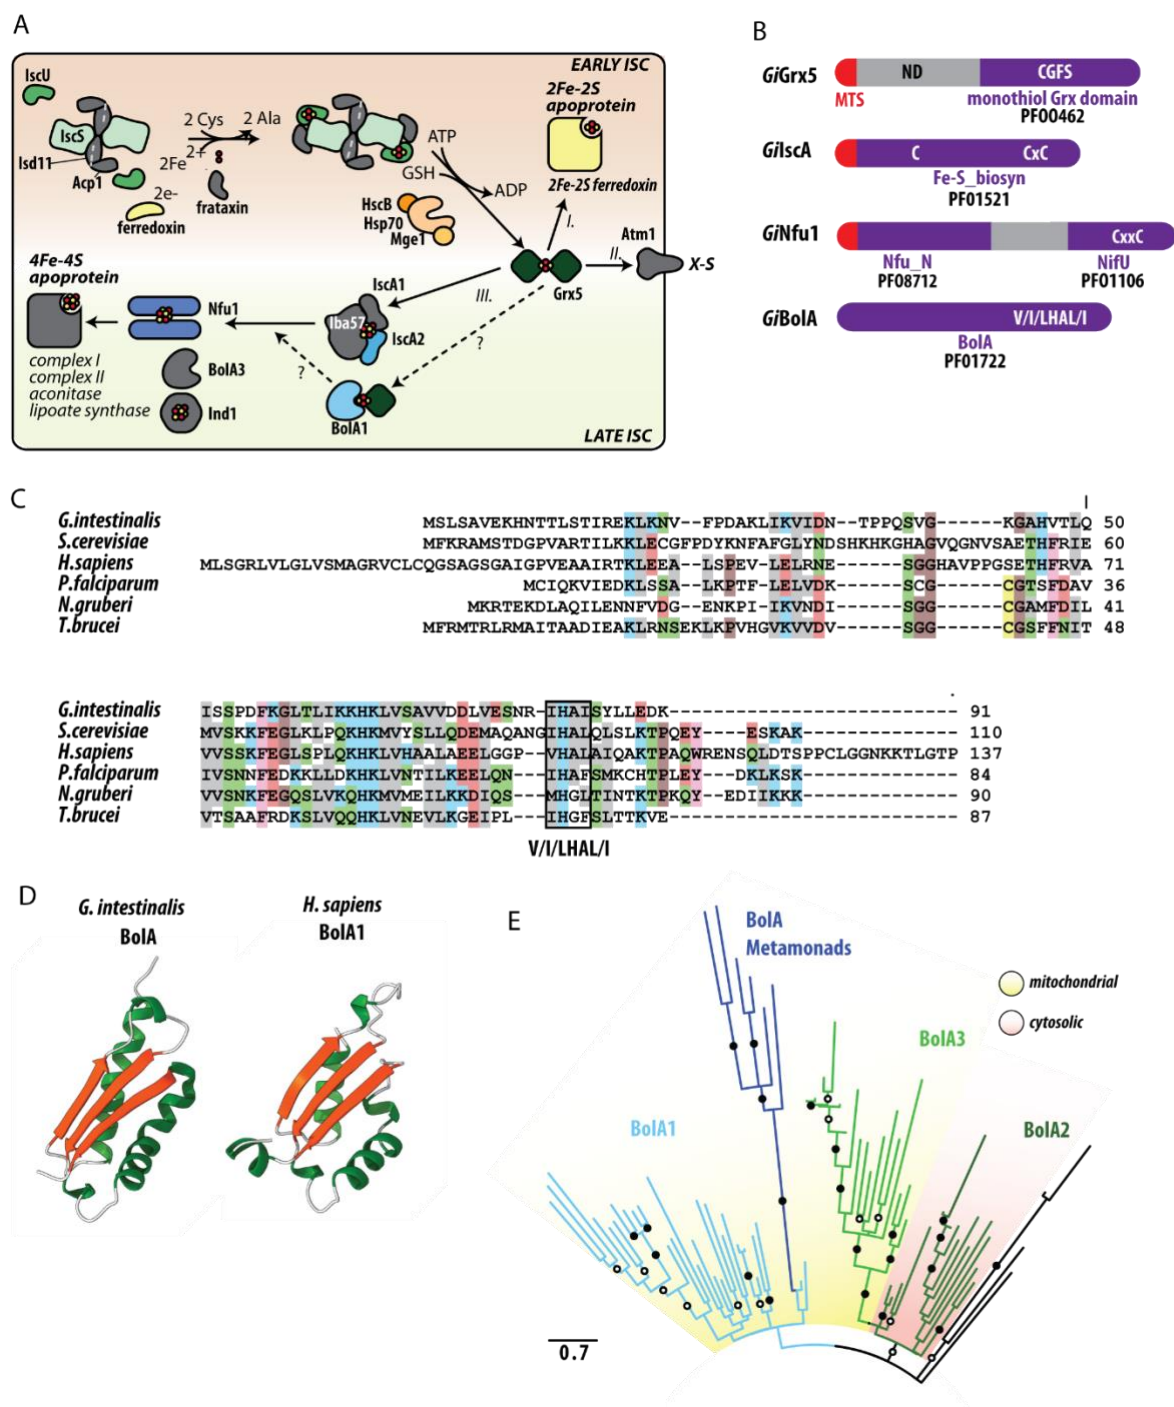 A
EARLY ISC
IscU
IscS
Isd11
Acp1
2 Cys
2 Ala
2Fe
2+
2e-
ferredoxin
frataxin
ATP
GSH
ADP
HscB
Hsp70
Mge1
2Fe-2S
apoprotein
2Fe-2S ferredoxin
I.
II.
III.
Atm1
X-S
Grx5
4Fe-4S
apoprotein
complex I
complex II
aconitase
lipoate synthase
Nfu1
BolA3
Ind1
IscA1
Iba57
IscA2
BolA1
?
?
LATE ISC
B
GiGrx5
ND
CGFS
MTS
monothiol Grx domain
PF00462
GiIscA
C
CxC
Fe-S_biosyn
PF01521
GiNfu1
CxxC
Nfu_N
NifU
PF08712
PF01106
GiBolA
V/I/LHAL/I
BolA
PF01722
C
G.intestinalis MSLSAVEKHNTTLSTIREKLKNV--FPDAKLIKVIDN--TPPQSVG------KGAHVTLQ 50
S.cerevisiae MFKRAMSTDGPVARTILKKLECGFPDYKNFAFGLYNDSHKHKGHAGVQGNVSAETHFRIE 60
H.sapiens MLSGRLVLGLVSMAGRVCLCQGSAGSGAIGPVEAAIRTKLEEA--LSPEV-LELRNE----SGGHAVPPGSETHFRVA 71
P.falciparum MCIQKVIEDKLSSA--LKPTF-LELVDK------SCG------CGTSFDAV 36
N.gruberi MKRTEKDLAQILENNFVDG--ENKPI-IKVNDI------SGG------CGAMFDIL 41
T.brucei MFRMTRLRMAITAADIEAKLRNSEKLKPVHGVKVVDV------SGG------CGSFFNIT 48
G.intestinalis ISSPDFKGLTLIKKHKLVSAVVDDLVESNR-IHAISYLLEDK-------------------------- 91
S.cerevisiae MVSKKFEGLKLPQKHKMVYSLLQDEMAQANGIHALQLSLKTPQEY----ESKAK-------------- 110
H.sapiens VVSSRFEGLSPLQKHRLVHAALAEELGGP--VHALAIQAKTPAQWRENSQLDTSPPCLGGNKKTLGTP 137
P.falciparum IVSNNFEDKKLLDKHKLVNTILKEELQN---IHAFSMKCHTPLEY---DKLKSK-------------- 84
N.gruberi VVSNKFEGQSLVKQHKMVMEILKKDIQS---MHGLTINTKTPKQY---EDIIKKK------------- 90
T.brucei VTSAAFRDKSLVQQHKLVNEVLKGEIPL---IHGFSLTTKVE-------------------------- 87
V/I/LHAL/I
D
G. intestinalis
BolA
H. sapiens
BolA1
E
BolA
Metamonads
mitochondrial
cytosolic
BolA3
BolA1
BolA2
0.7